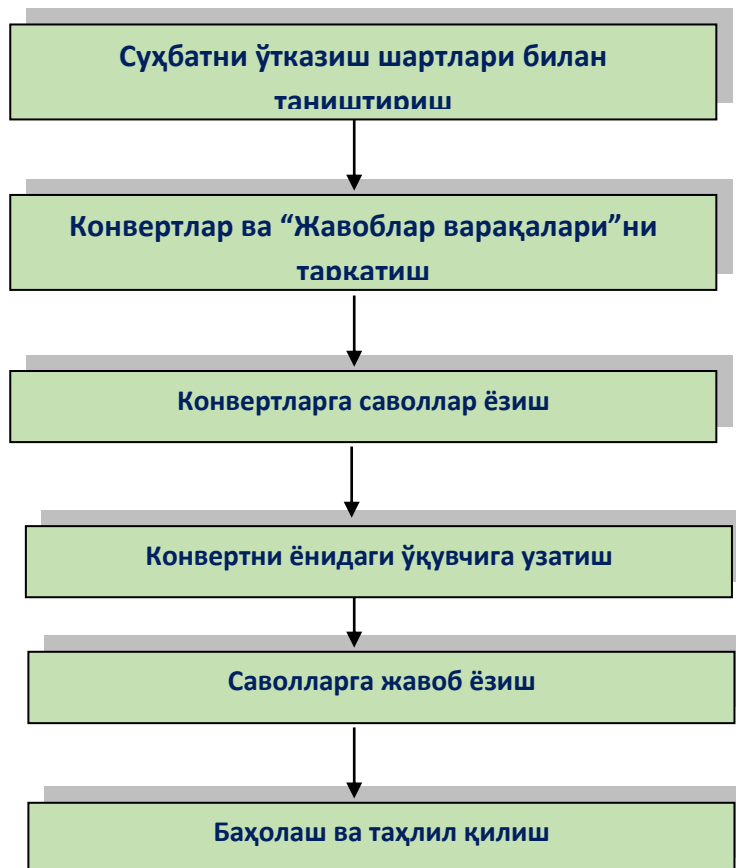 Суҳбатни ўтказиш шартлари билан
таништириш
Конвертлар ва “Жавоблар варақалари”ни
тарқатиш
Конвертларга саволлар ёзиш
Конвертни ёнидаги ўқувчига узатиш
Саволларга жавоб ёзиш
Баҳолаш ва таҳлил қилиш